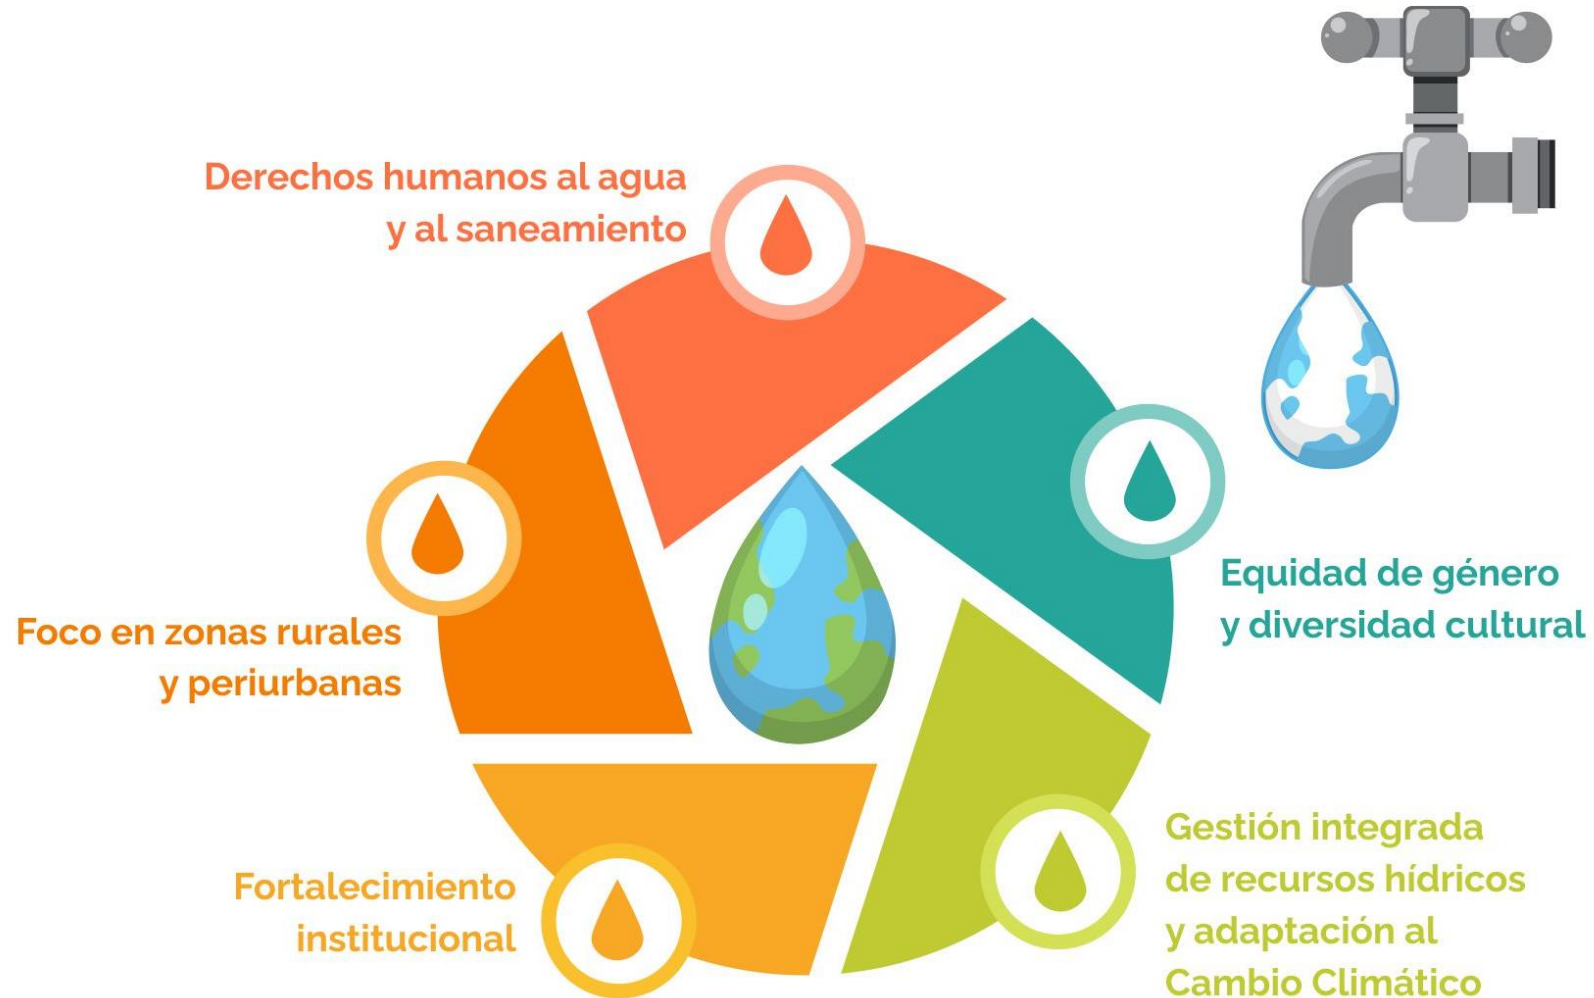 Derechos humanos al agua
y al saneamiento
Equidad de género
y diversidad cultural
Gestión integrada
de recursos hídricos
y adaptación al
Cambio Climático
Fortalecimiento
institucional
Foco en zonas rurales
y periurbanas